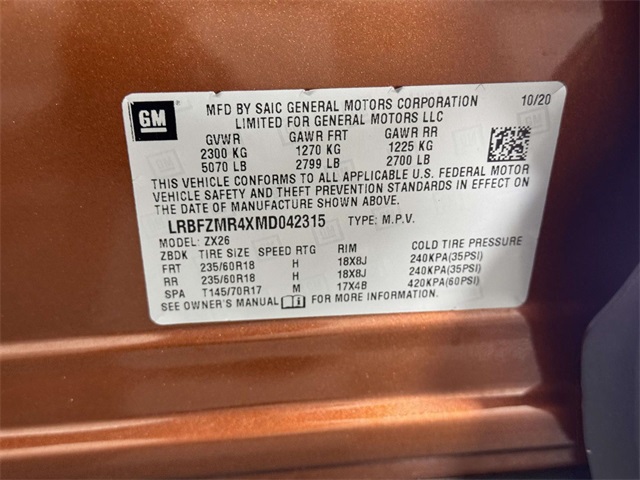 GM
MFD BY SAIC GENERAL MOTORS CORPORATION 10/20
LIMITED FOR GENERAL MOTORS LLC
GVWR GAWR FRT GAWR RR
2300 KG 1270 KG 1225 KG
5070 LB 2799 LB 2700 LB
THIS VEHICLE CONFORMS TO ALL APPLICABLE U.S. FEDERAL MOTOR
VEHICLE SAFETY AND THEFT PREVENTION STANDARDS IN EFFECT ON
THE DATE OF MANUFACTURE SHOWN ABOVE.
LRBFZMR4XMD042315 TYPE: M.P.V.
MODEL: ZX26
ZBDK TIRE SIZE SPEED RTG RIM COLD TIRE PRESSURE
FRT 235/60R18 H 18X8J 240KPA(35PSI)
RR 235/60R18 H 18X8J 240KPA(35PSI)
SPA T145/70R17 M 17X4B 420KPA(60PSI)
SEE OWNER'S MANUAL FOR MORE INFORMATION